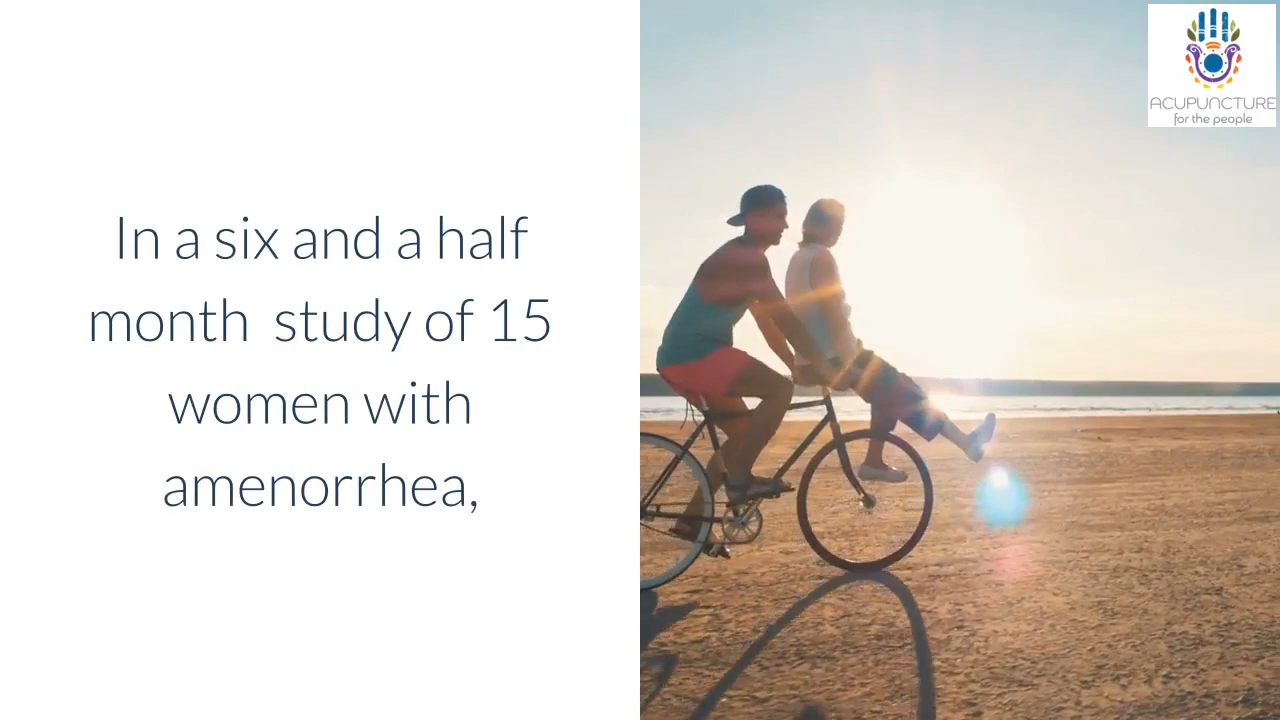 In a six and a half
month study of 15
women with
amenorrhea,
ACUPUNCTURE
for the people